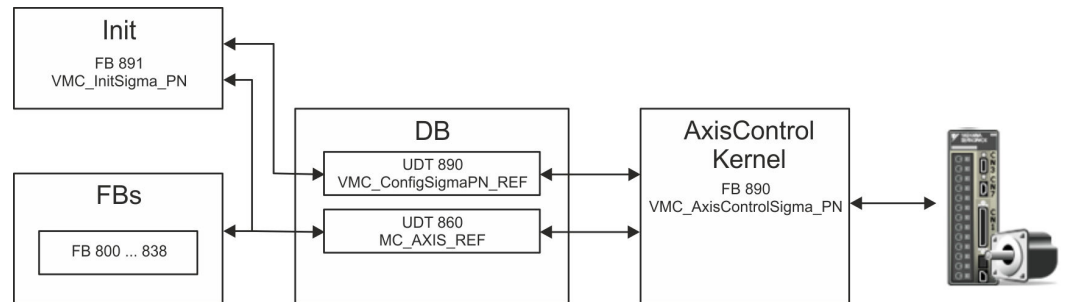 Init
FB 891
VMC_InitSigma_PN
FBs
FB 800 ... 838
DB
UDT 890
VMC_ConfigSigmaPN_REF
UDT 860
MC_AXIS_REF
AxisControl
Kernel
FB 890
VMC_AxisControlSigma_PN